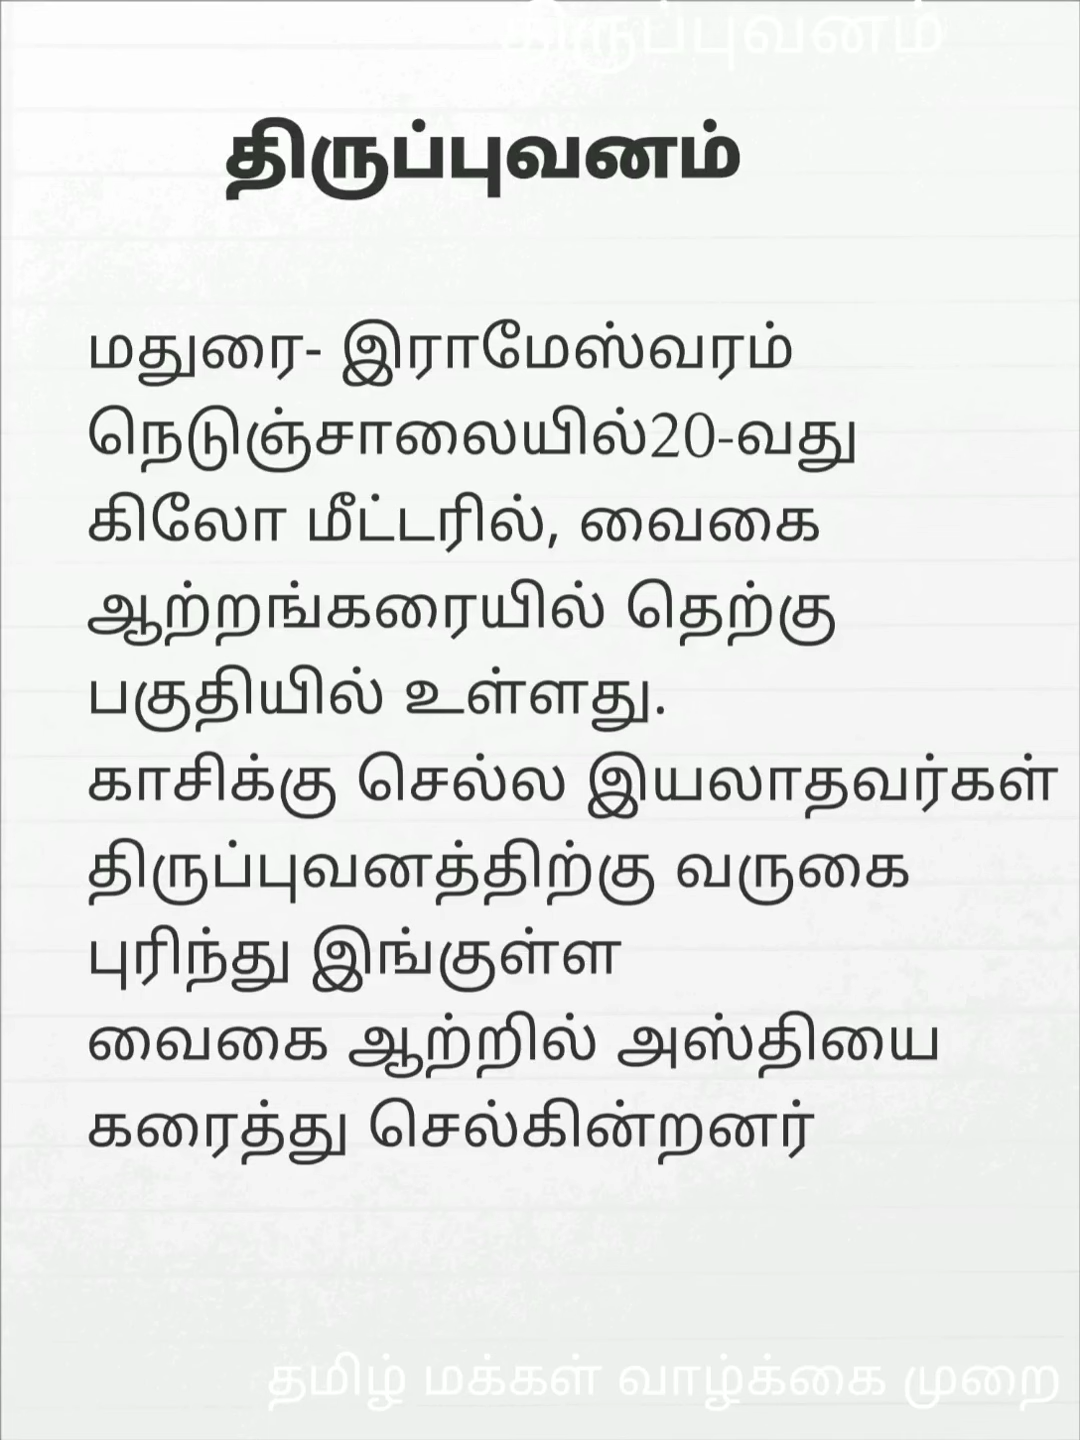 திருப்புவனம்
திருப்புவனம்
மதுரை- இராமேஸ்வரம்
நெடுஞ்சாலையில்20-வது
கிலோ மீட்டரில், வைகை
ஆற்றங்கரையில் தெற்கு
பகுதியில் உள்ளது.
காசிக்கு செல்ல இயலாதவர்கள்
திருப்புவனத்திற்கு வருகை
புரிந்து இங்குள்ள
வைகை ஆற்றில் அஸ்தியை
கரைத்து செல்கின்றனர்
தமிழ் மக்கள் வாழ்க்கை முறை